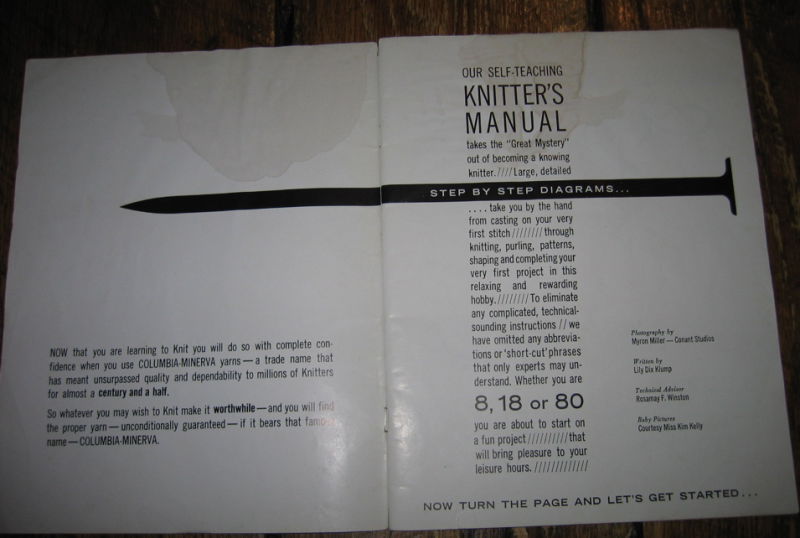 NOW that you are learning to Knit you will do so with complete con-
fidence when you use COLUMBIA-MINERVA yarns — a trade name that
has meant unsurpassed quality and dependability to millions of Knitters
for almost a century and a half.
So whatever you may wish to Knit make it worthwhile — and you will find
the proper yarn — unconditionally guaranteed — if it bears that famous
name — COLUMBIA-MINERVA.
OUR SELF-TEACHING
KNITTER'S
MANUAL
takes the "Great Mystery"
out of becoming a knowing
knitter. //// Large, detailed
STEP BY STEP DIAGRAMS...
.... take you by the hand
from casting on your very
first stitch //////// through
knitting, purling, patterns,
shaping and completing your
very first project in this
relaxing and rewarding
hobby. //////// To eliminate
any complicated, technical-
sounding instructions // we
have omitted any abbrevia-
tions or 'short-cut' phrases
that only experts may un-
derstand. Whether you are
8, 18 or 80
you are about to start on
a fun project ////////// that
will bring pleasure to your
leisure hours. /////////////
Photography by
Myron Miller — Conant Studios
Written by
Lily Dix Klump
Technical Advisor
Rosamay F. Winston
Baby Pictures
Courtesy Miss Kim Kelly
NOW TURN THE PAGE AND LET'S GET STARTED...